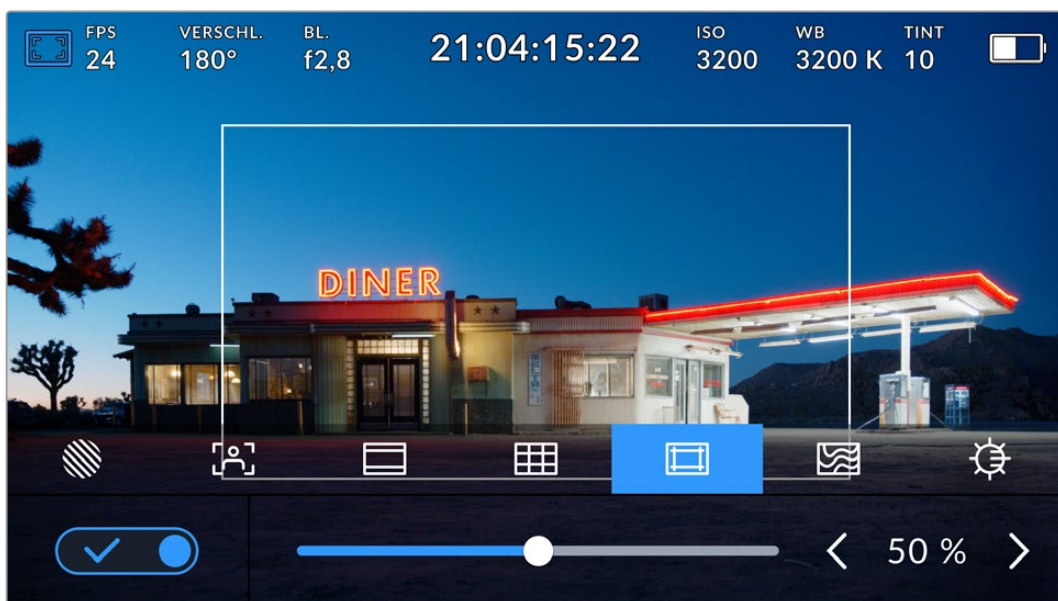 FPS VERSCHL. BL. 21:04:15:22 ISO WB TINT
24 180° f2,8 3200 3200 K 10
DINER
50 %